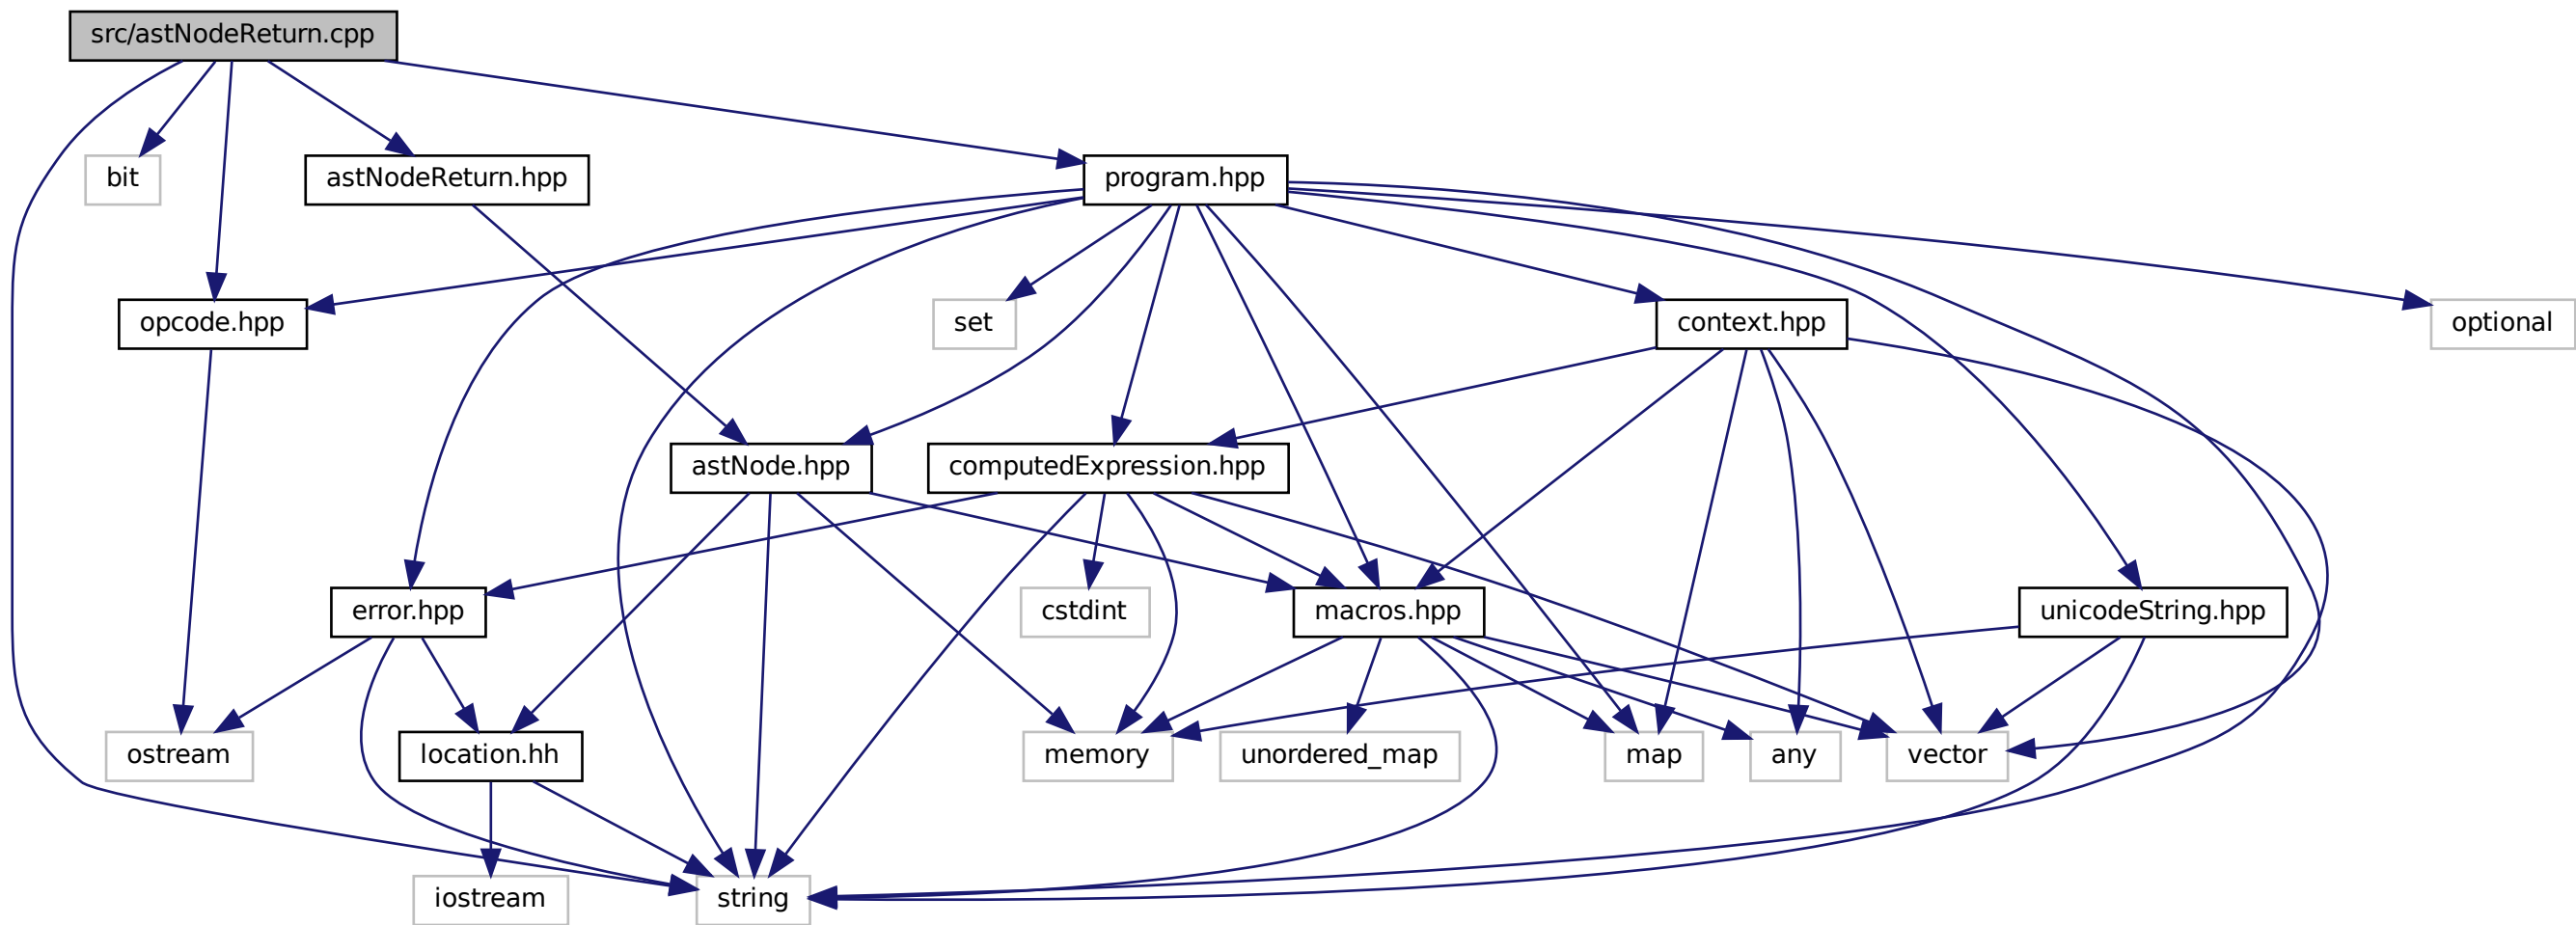 src/astNodeReturn.cpp
bit
astNodeReturn.hpp
program.hpp
opcode.hpp
set
context.hpp
optional
astNode.hpp
computedExpression.hpp
error.hpp
cstdint
macros.hpp
unicodeString.hpp
ostream
location.hh
memory
unordered_map
map
any
vector
iostream
string